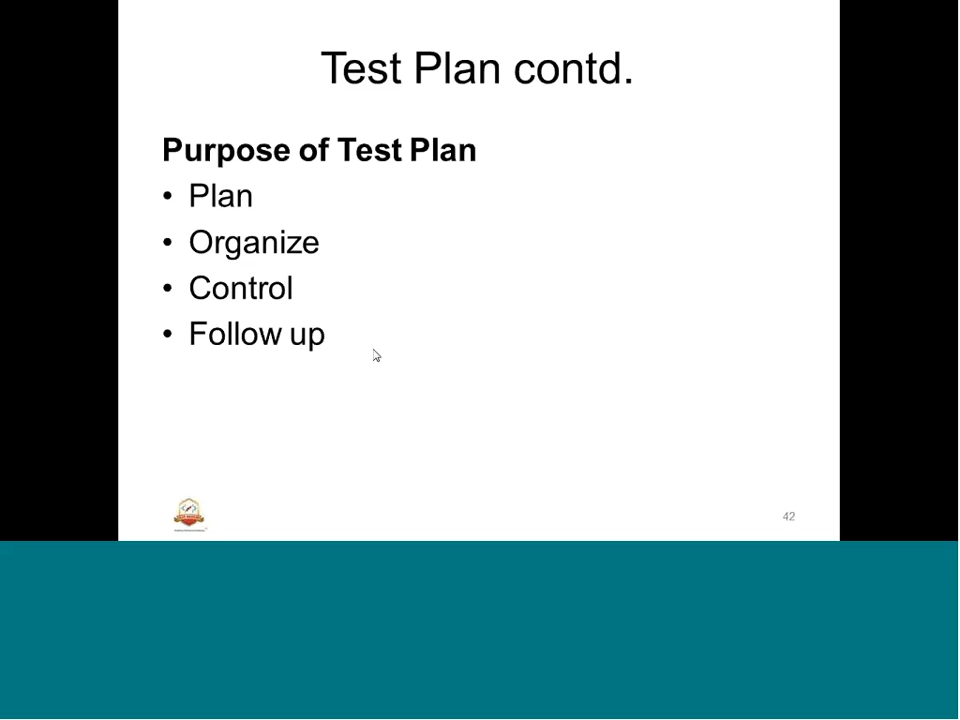 Test Plan contd.
Purpose of Test Plan
• Plan
• Organize
• Control
• Follow up
42